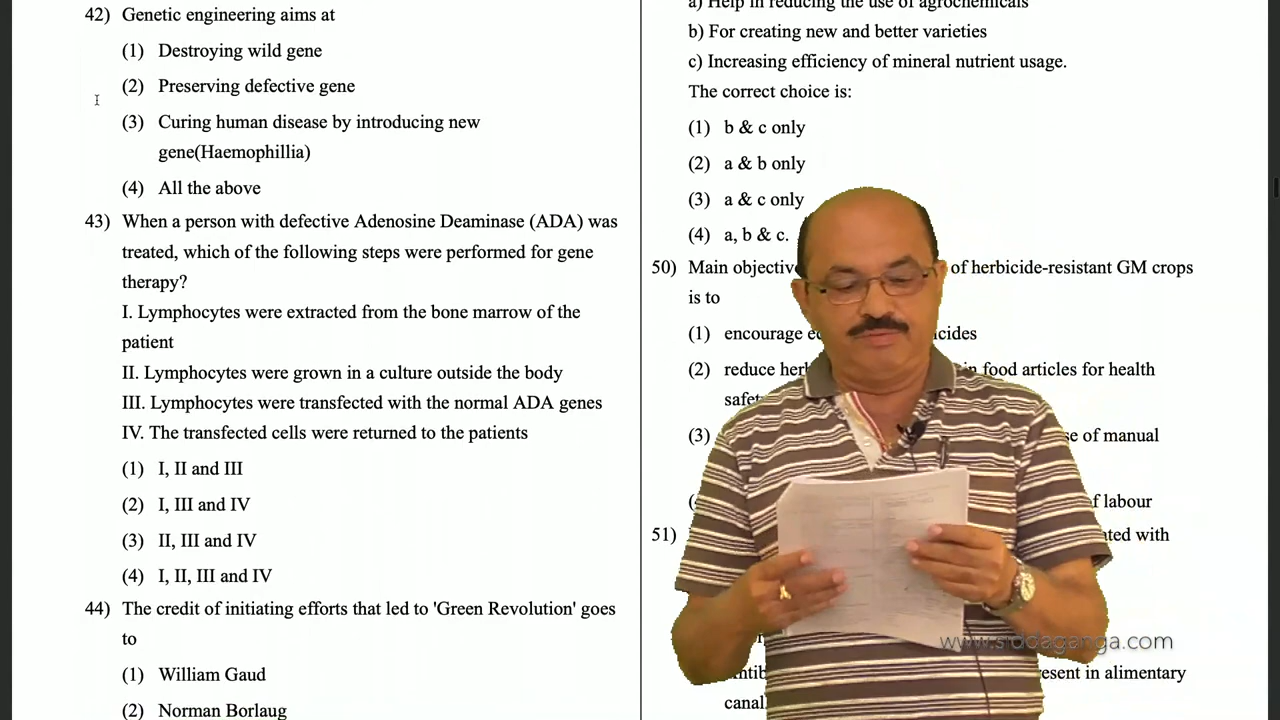 42) Genetic engineering aims at
(1) Destroying wild gene
(2) Preserving defective gene
(3) Curing human disease by introducing new
gene(Haemophillia)
(4) All the above
43) When a person with defective Adenosine Deaminase (ADA) was
treated, which of the following steps were performed for gene
therapy?
I. Lymphocytes were extracted from the bone marrow of the
patient
II. Lymphocytes were grown in a culture outside the body
III. Lymphocytes were transfected with the normal ADA genes
IV. The transfected cells were returned to the patients
(1) I, II and III
(2) I, III and IV
(3) II, III and IV
(4) I, II, III and IV
44) The credit of initiating efforts that led to 'Green Revolution' goes
to
(1) William Gaud
(2) Norman Borlaug
a) Help in reducing the use of agrochemicals
b) For creating new and better varieties
c) Increasing efficiency of mineral nutrient usage.
The correct choice is:
(1) b & c only
(2) a & b only
(3) a & c only
(4) a, b & c.
50) Main objective of herbicide-resistant GM crops
is to
(1) encourage
(2) reduce in food articles for health
(3) of manual
of labour
51) with
www.siddaganga.com
present in alimentary
canal